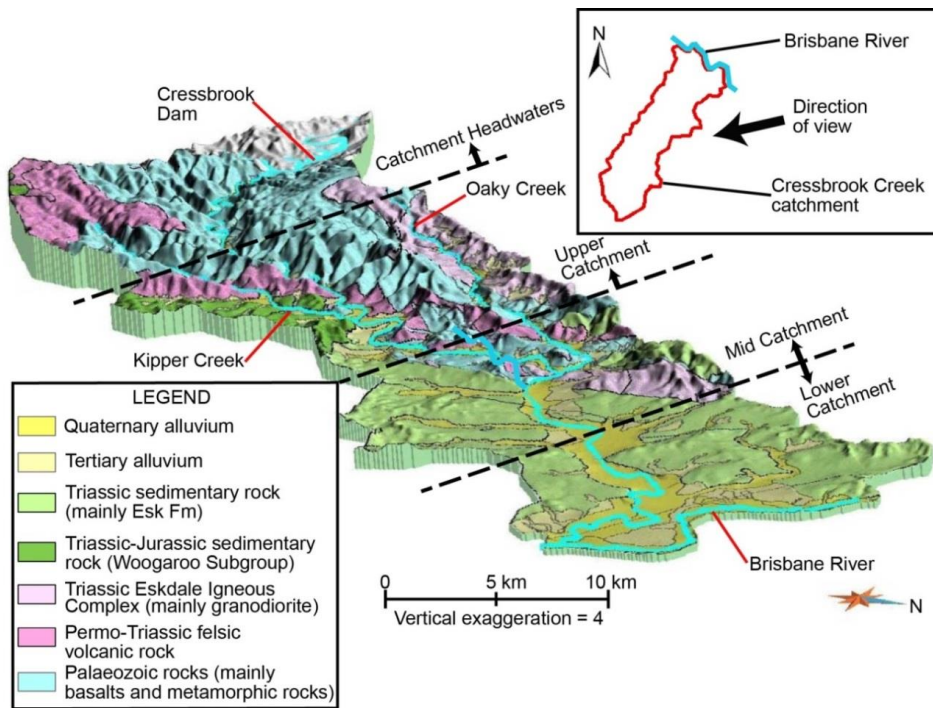 N
Brisbane River
Direction
of view
Cressbrook Creek
catchment
Cressbrook
Dam
Catchment Headwaters
Oaky Creek
Upper
Catchment
Kipper Creek
Mid Catchment
Lower
Catchment
LEGEND
Quaternary alluvium
Tertiary alluvium
Triassic sedimentary rock
(mainly Esk Fm)
Triassic-Jurassic sedimentary
rock (Woogaroo Subgroup)
Triassic Eskdale Igneous
Complex (mainly granodiorite)
Permo-Triassic felsic
volcanic rock
Palaeozoic rocks (mainly
basalts and metamorphic rocks)
Brisbane River
0 5 km 10 km
Vertical exaggeration = 4
N